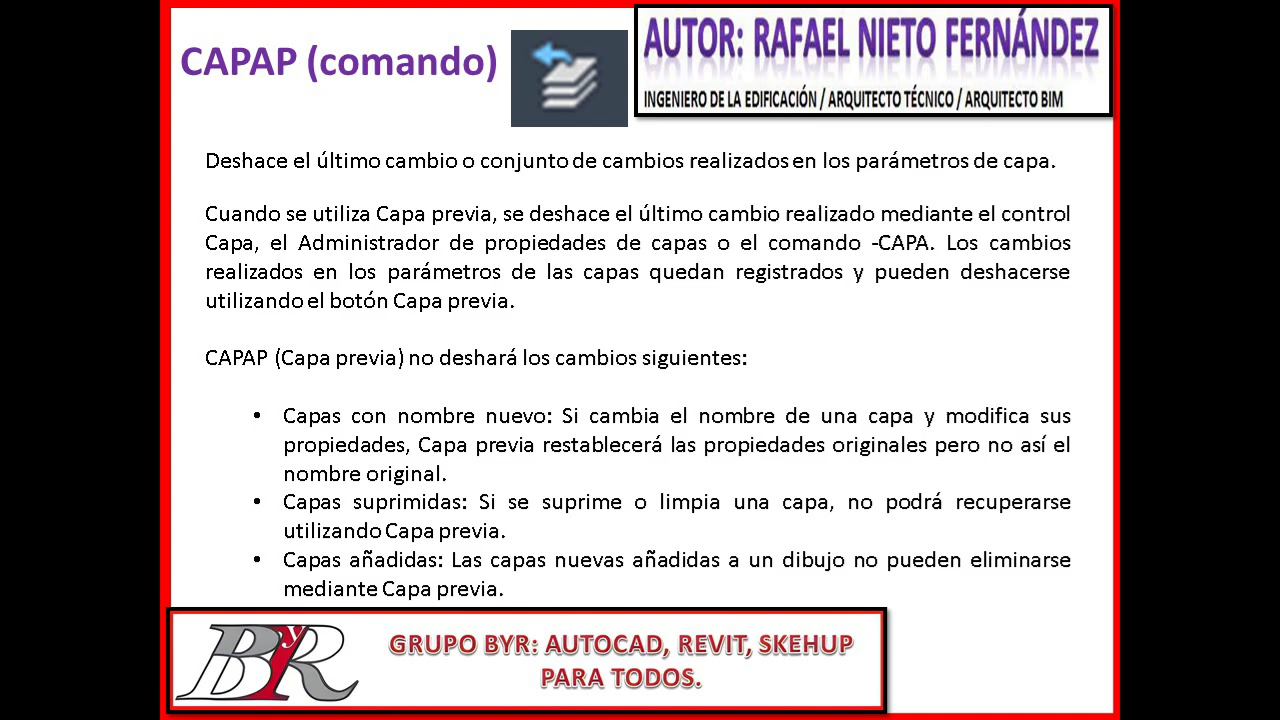 CAPAP (comando)
AUTOR: RAFAEL NIETO FERNÁNDEZ
INGENIERO DE LA EDIFICACIÓN / ARQUITECTO TÉCNICO / ARQUITECTO BIM
Deshace el último cambio o conjunto de cambios realizados en los parámetros de capa.
Cuando se utiliza Capa previa, se deshace el último cambio realizado mediante el control
Capa, el Administrador de propiedades de capas o el comando -CAPA. Los cambios
realizados en los parámetros de las capas quedan registrados y pueden deshacerse
utilizando el botón Capa previa.
CAPAP (Capa previa) no deshará los cambios siguientes:
• Capas con nombre nuevo: Si cambia el nombre de una capa y modifica sus
propiedades, Capa previa restablecerá las propiedades originales pero no así el
nombre original.
• Capas suprimidas: Si se suprime o limpia una capa, no podrá recuperarse
utilizando Capa previa.
• Capas añadidas: Las capas nuevas añadidas a un dibujo no pueden eliminarse
mediante Capa previa.
ByR
GRUPO BYR: AUTOCAD, REVIT, SKEHUP
PARA TODOS.